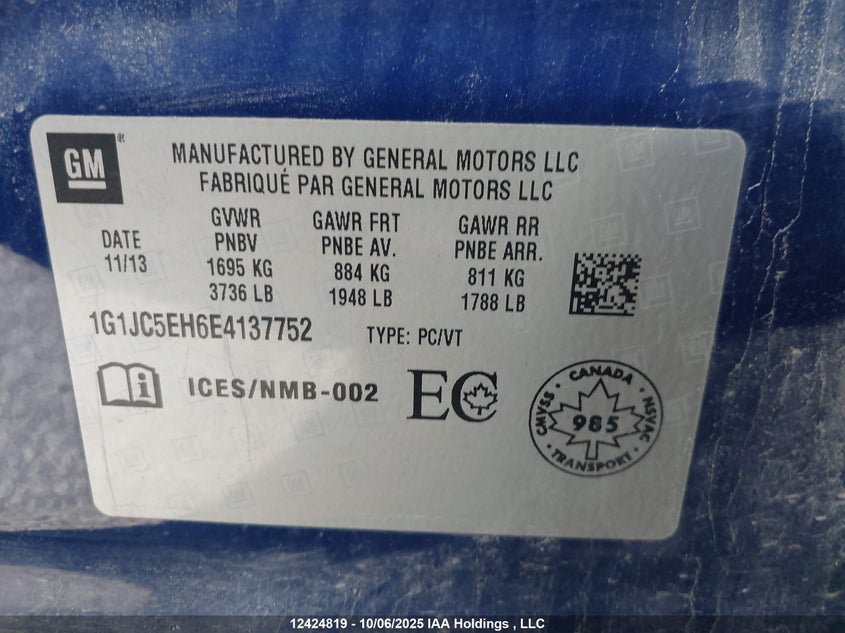 GM
MANUFACTURED BY GENERAL MOTORS LLC
FABRIQUÉ PAR GENERAL MOTORS LLC
DATE
11/13
GVWR
PNBV
1695 KG
3736 LB
GAWR FRT
PNBE AV.
884 KG
1948 LB
GAWR RR
PNBE ARR.
811 KG
1788 LB
1G1JC5EH6E4137752 TYPE: PC/VT
i ICES/NMB-002 EC
CANADA
CMVSS 985 NSVAC
TRANSPORT
12424819 - 10/06/2025 IAA Holdings , LLC